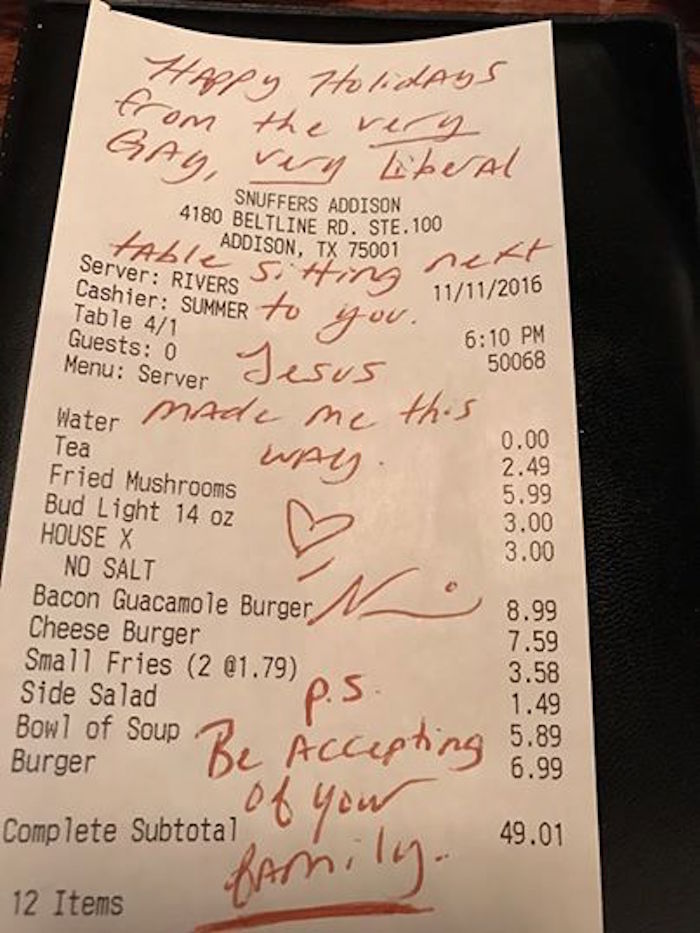 Happy Holidays
from the very
Gay, very Liberal
SNUFFERS ADDISON
4180 BELTLINE RD. STE.100
ADDISON, TX 75001
table sitting next
Server: RIVERS 11/11/2016
Cashier: SUMMER
to you.
Table 4/1 6:10 PM
Guests: 0 50068
Jesus
Menu: Server
made me this
Water 0.00
way.
Tea 2.49
Fried Mushrooms 5.99
Bud Light 14 oz 3.00
HOUSE X 3.00
NO SALT
Bacon Guacamole Burger 8.99
Cheese Burger 7.59
Small Fries (2 @1.79) 3.58
P.S.
Side Salad 1.49
Bowl of Soup 5.89
Be Accepting
Burger 6.99
of your
Complete Subtotal 49.01
family.
12 Items